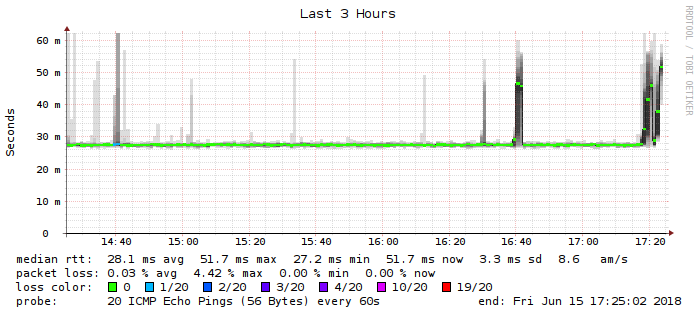 Last 3 Hours
RRDTOOL / TOBI OETIKER
Seconds
60 m
50 m
40 m
30 m
20 m
10 m
0
14:40 15:00 15:20 15:40 16:00 16:20 16:40 17:00 17:20
median rtt: 28.1 ms avg 51.7 ms max 27.2 ms min 51.7 ms now 3.3 ms sd 8.6 am/s
packet loss: 0.03 % avg 4.42 % max 0.00 % min 0.00 % now
loss color: 0 1/20 2/20 3/20 4/20 10/20 19/20
probe: 20 ICMP Echo Pings (56 Bytes) every 60s end: Fri Jun 15 17:25:02 2018